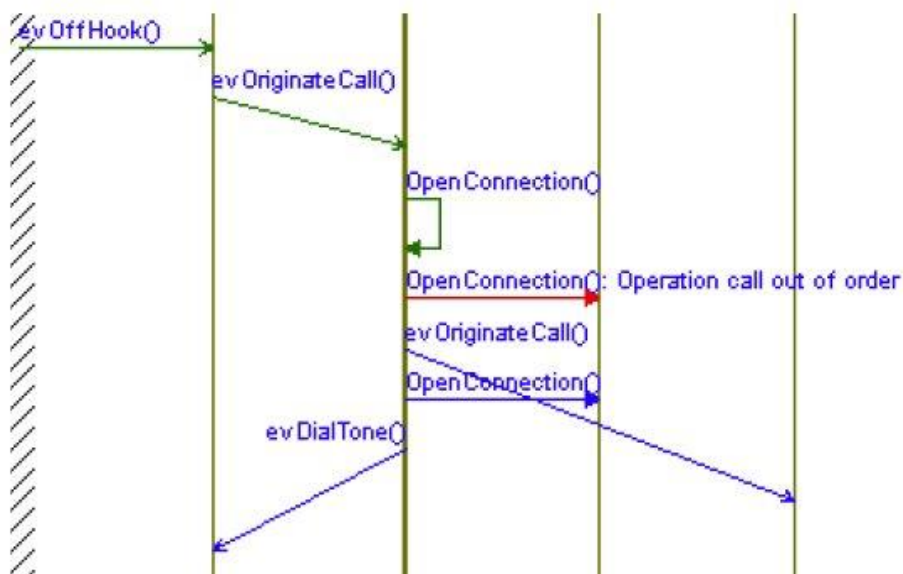 evOffHook()
evOriginateCall()
OpenConnection()
OpenConnection(): Operation call out of order
evOriginateCall()
OpenConnection()
evDialTone()